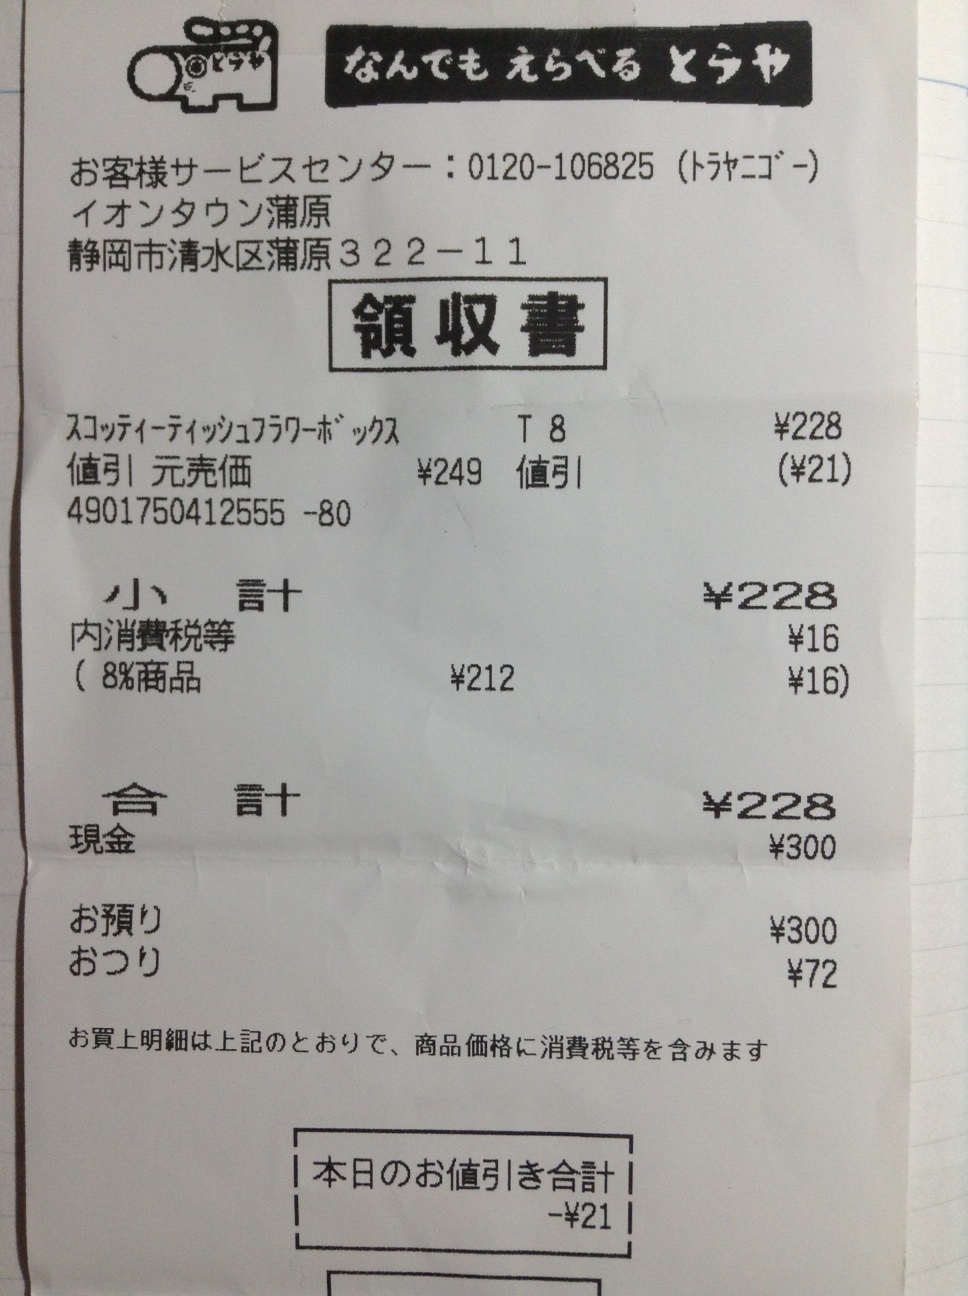 とらや
なんでも えらべる とうや
お客様サービスセンター:0120-106825 (ﾄﾗﾔﾆｺﾞｰ)
イオンタウン蒲原
静岡市清水区蒲原３２２－１１
領収書
ｽｺｯﾃｨｰﾃｨｯｼｭﾌﾗﾜｰﾎﾞｯｸｽ T 8 ¥228
値引 元売価 ¥249 値引 (¥21)
4901750412555 -80
小 計 ¥228
内消費税等 ¥16
( 8%商品 ¥212 ¥16)
合 計 ¥228
現金 ¥300
お預り ¥300
おつり ¥72
お買上明細は上記のとおりで、商品価格に消費税等を含みます
本日のお値引き合計
-¥21